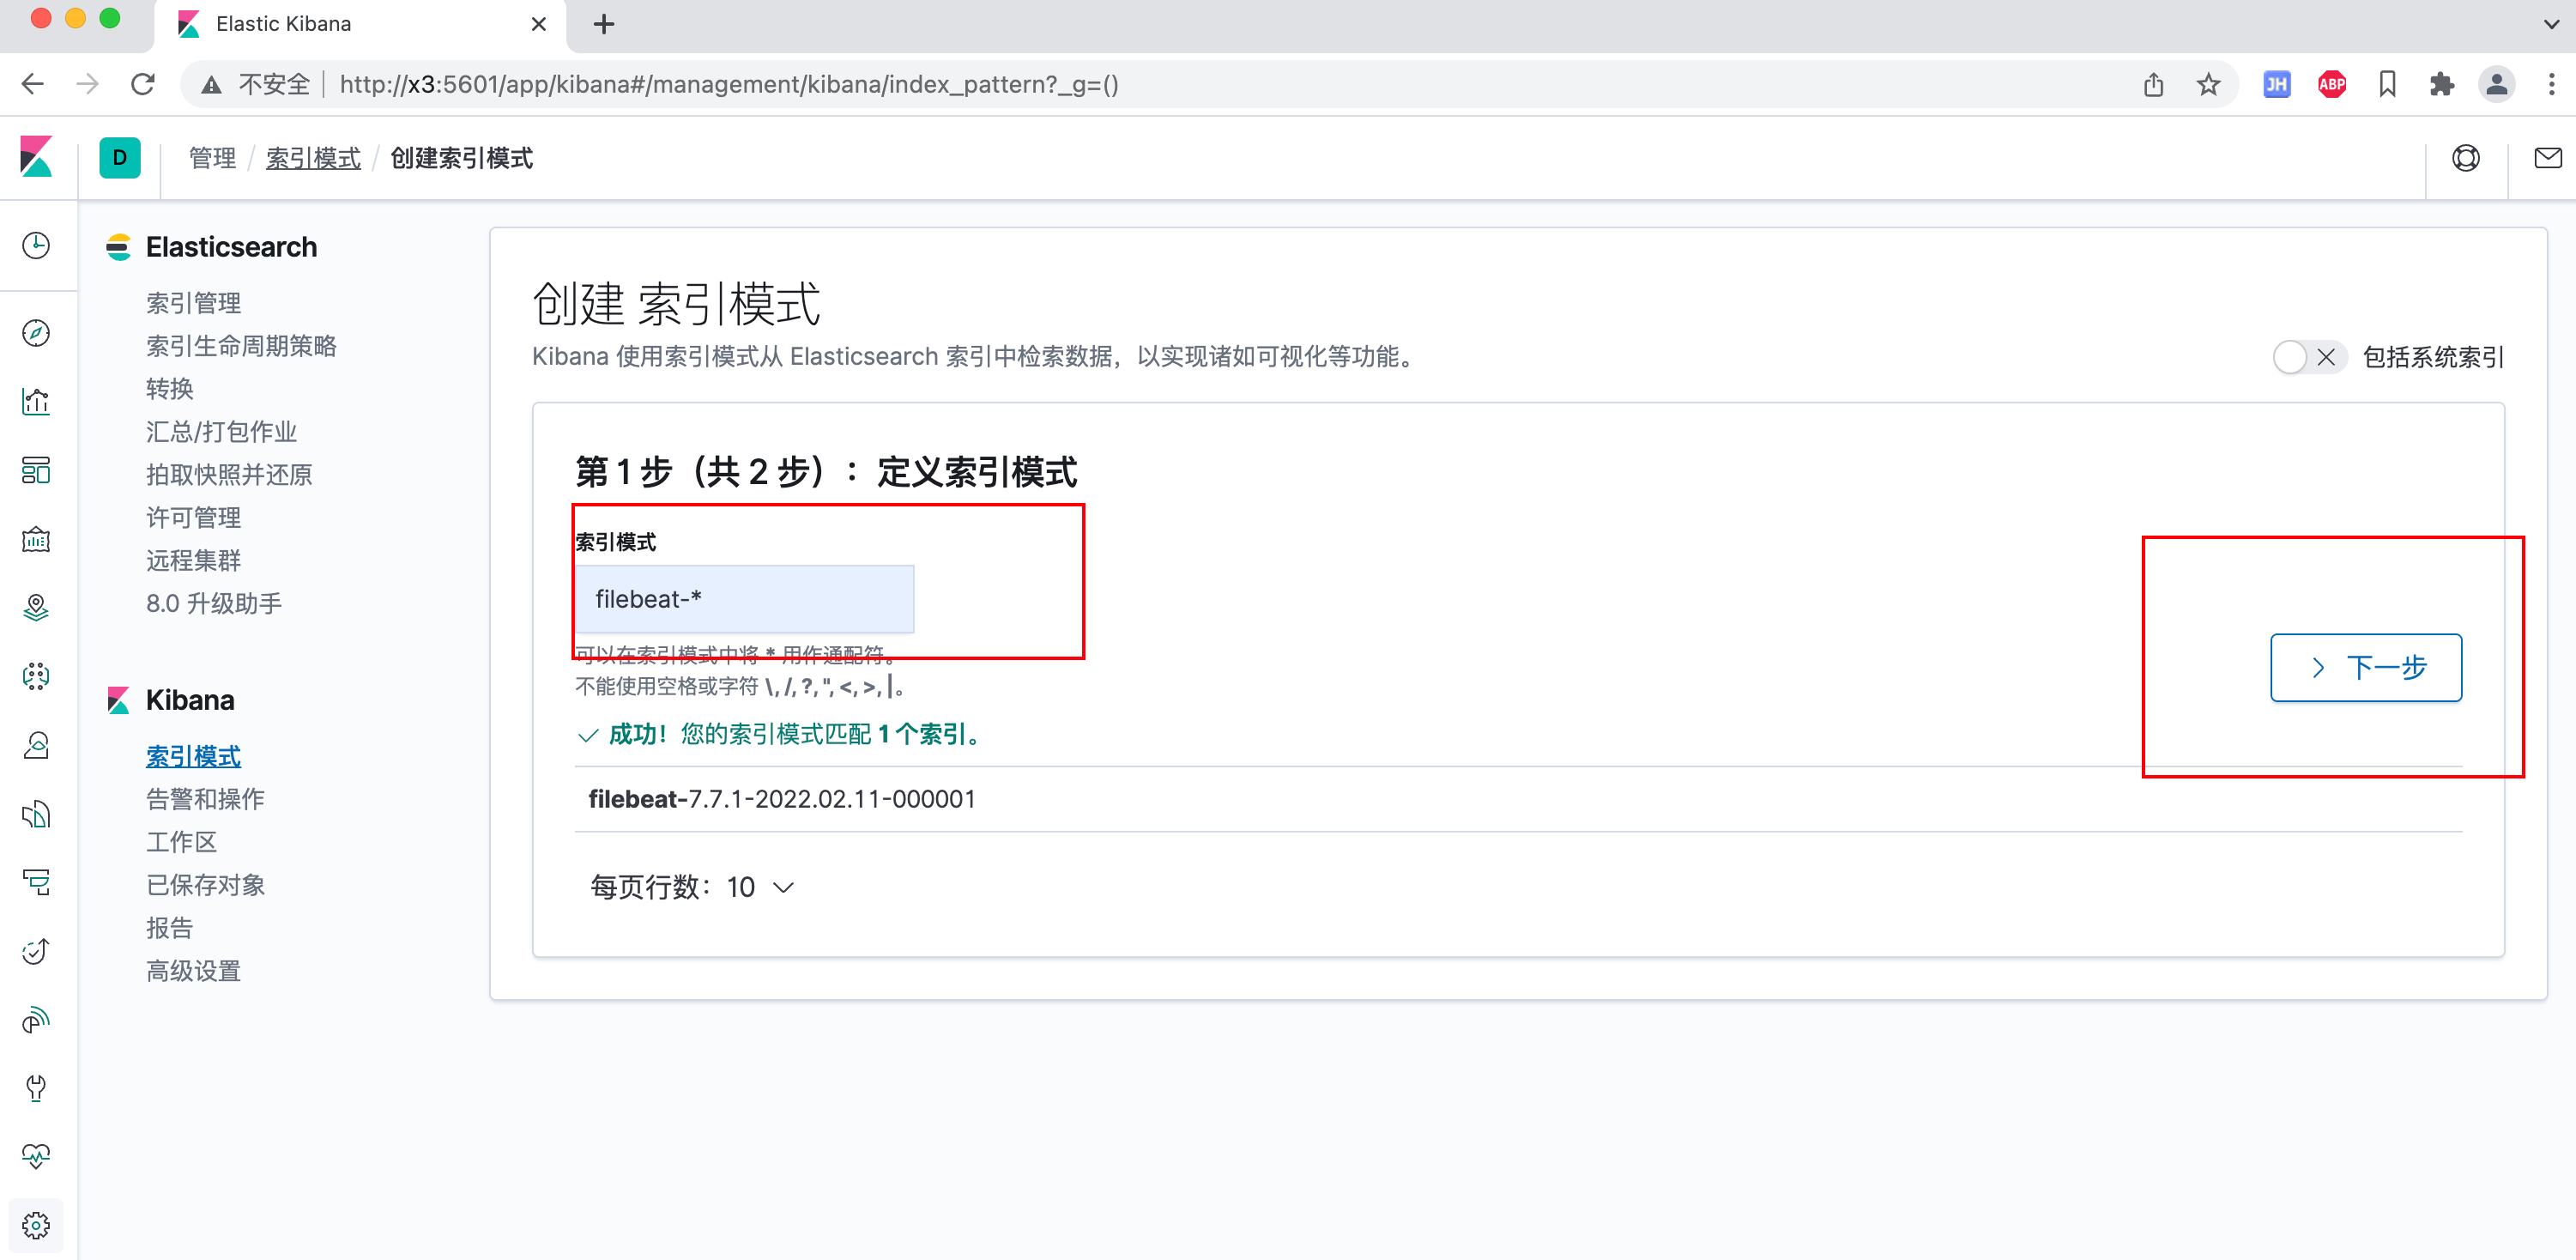 Elastic Kibana
不安全 http://x3:5601/app/kibana#/management/kibana/index_pattern?_g=()
JH
ABP
D
管理 / 索引模式 / 创建索引模式
Elasticsearch
索引管理
索引生命周期策略
转换
汇总/打包作业
拍取快照并还原
许可管理
远程集群
8.0 升级助手
Kibana
索引模式
告警和操作
工作区
已保存对象
报告
高级设置
创建 索引模式
Kibana 使用索引模式从 Elasticsearch 索引中检索数据，以实现诸如可视化等功能。
包括系统索引
第 1 步（共 2 步）：定义索引模式
索引模式
filebeat-*
可以在索引模式中将 * 用作通配符。
不能使用空格或字符 \, /, ?, ", <, >, |。
下一步
成功！您的索引模式匹配 1 个索引。
filebeat-7.7.1-2022.02.11-000001
每页行数：10